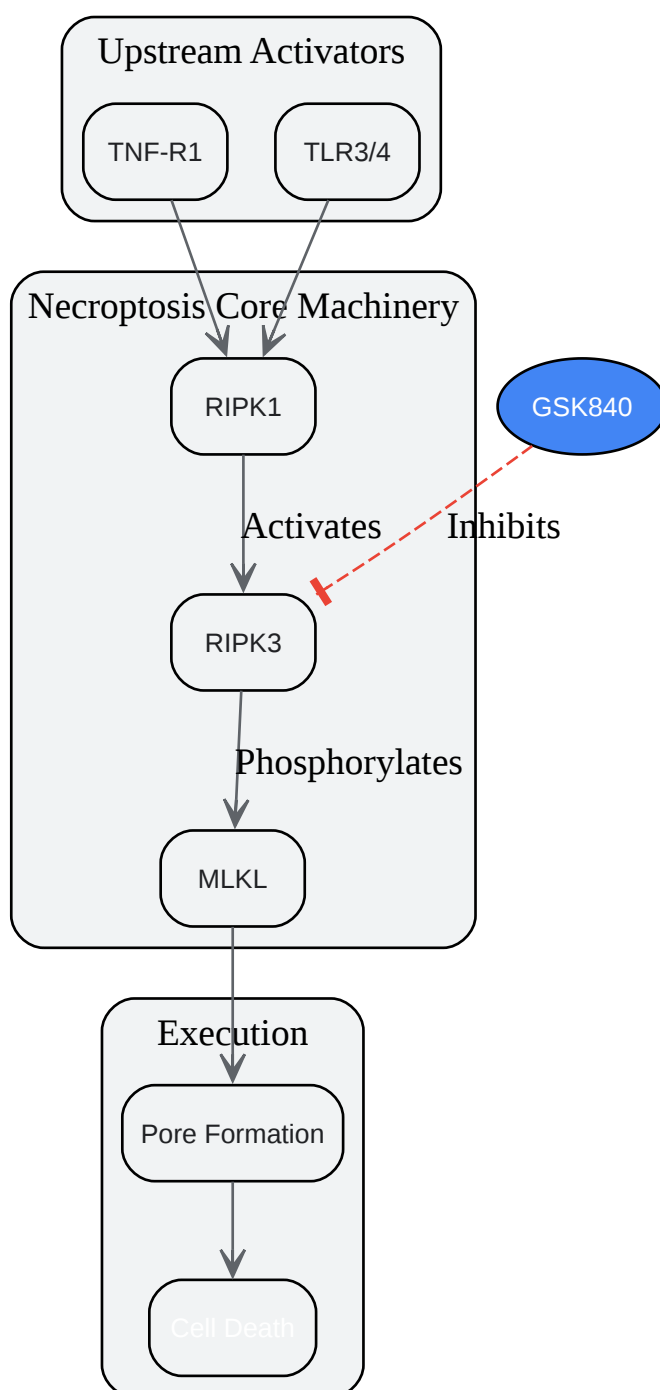 Upstream Activators
TNF-R1
TLR3/4
Necroptosis Core Machinery
RIPK1
GSK840
Activates
Inhibits
RIPK3
Phosphorylates
MLKL
Execution
Pore Formation
Cell Death